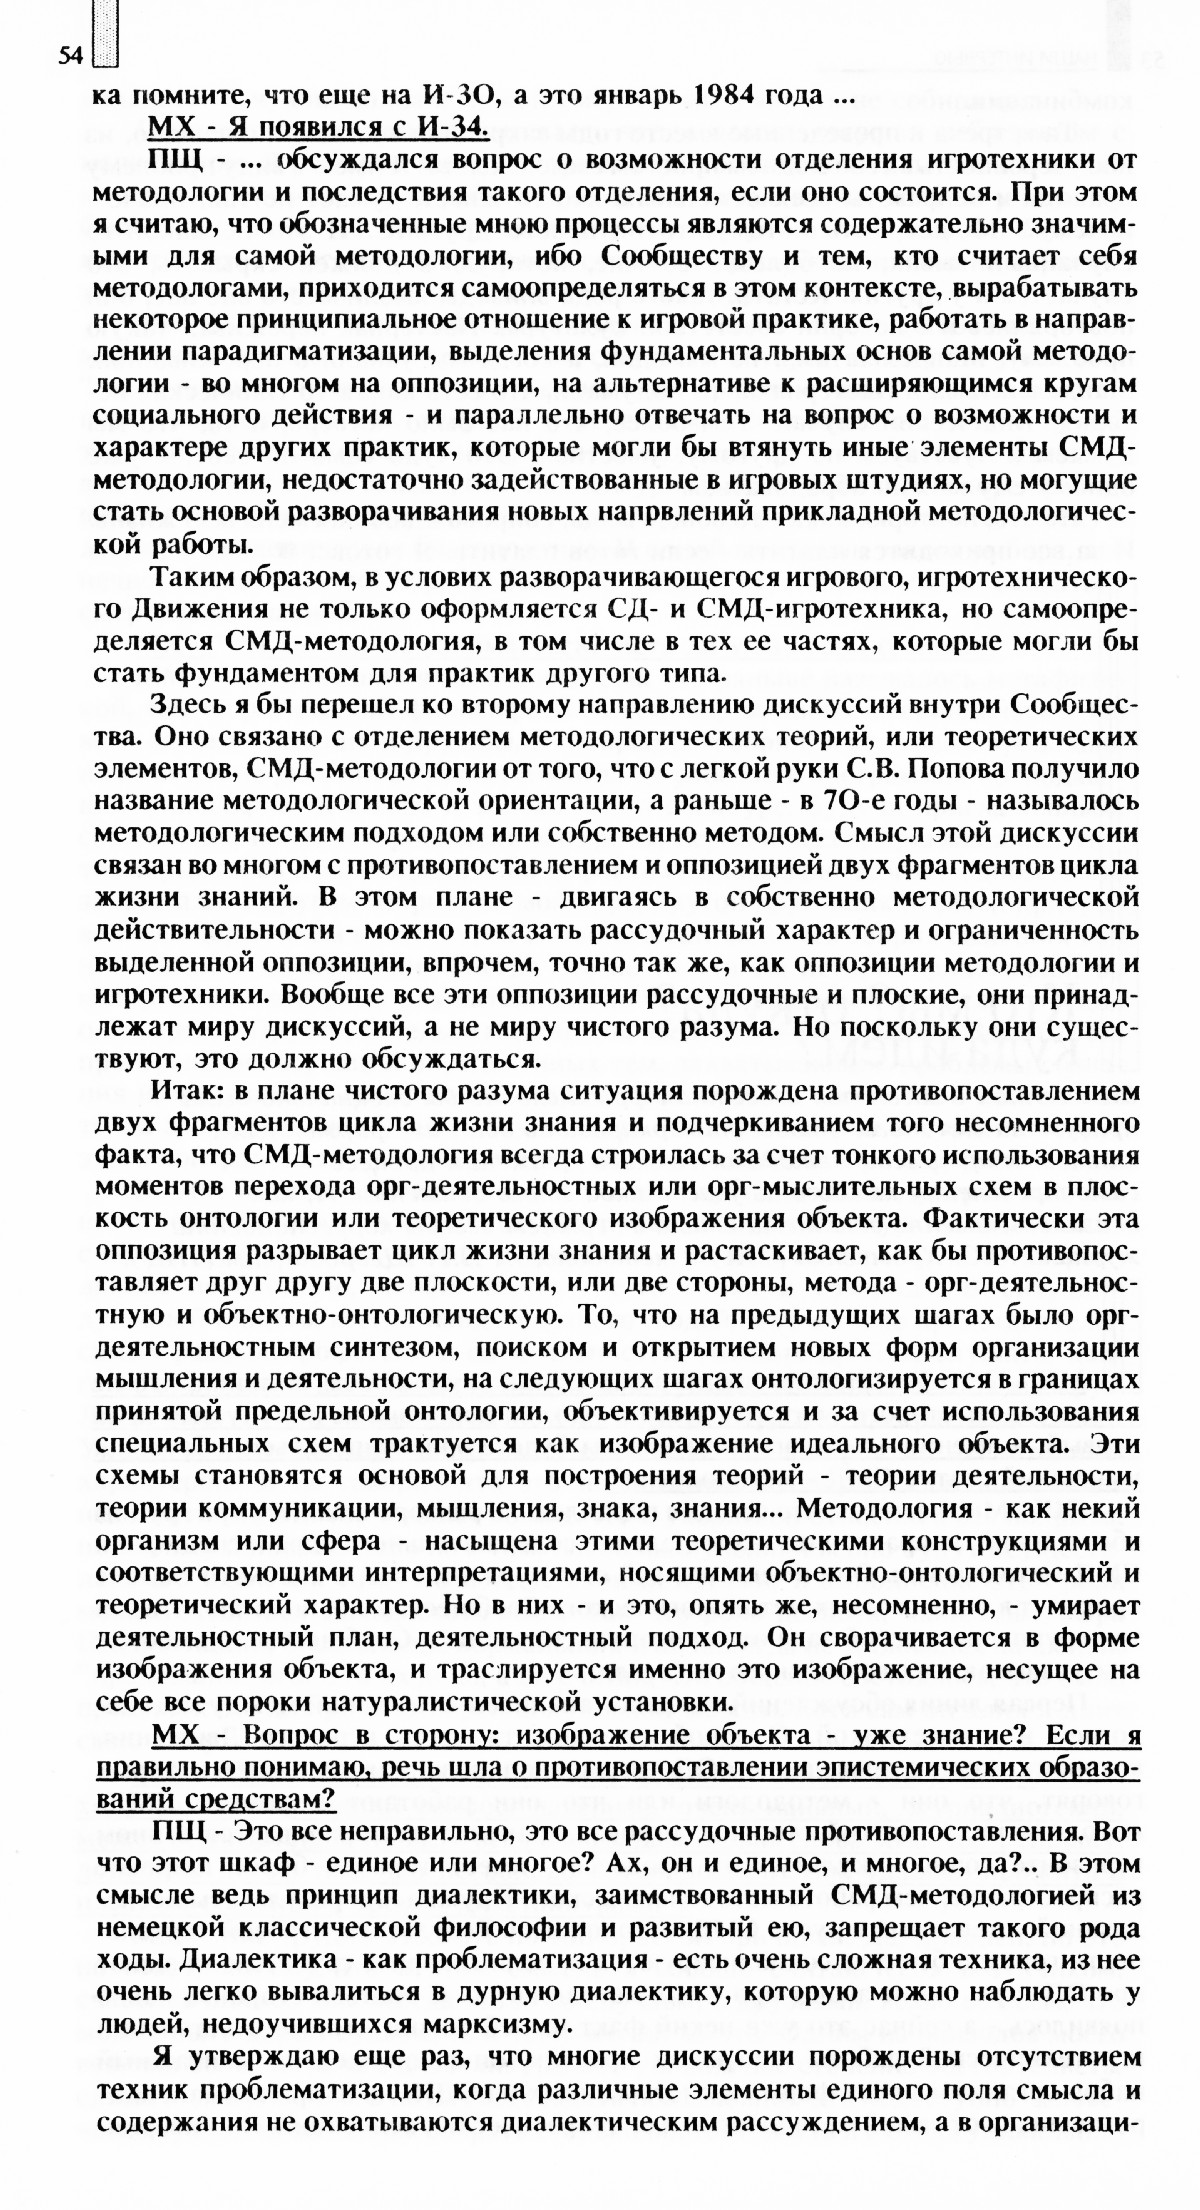 54
ка помните, что еще на И-3О, а это январь 1984 года ...
МХ - Я появился с И-34.
ПЩ - ... обсуждался вопрос о возможности отделения игротехники от
методологии и последствия такого отделения, если оно состоится. При этом
я считаю, что обозначенные мною процессы являются содержательно значим-
ыми для самой методологии, ибо Сообществу и тем, кто считает себя
методологами, приходится самоопределяться в этом контексте, вырабатывать
некоторое принципиальное отношение к игровой практике, работать в направ-
лении парадигматизации, выделения фундаментальных основ самой методо-
логии - во многом на оппозиции, на альтернативе к расширяющимся кругам
социального действия - и параллельно отвечать на вопрос о возможности и
характере других практик, которые могли бы втянуть иные элементы СМД-
методологии, недостаточно задействованные в игровых штудиях, но могущие
стать основой разворачивания новых напрвлений прикладной методологичес-
кой работы.
Таким образом, в услових разворачивающегося игрового, игротехническо-
го Движения не только оформляется СД- и СМД-игротехника, но самоопре-
деляется СМД-методология, в том числе в тех ее частях, которые могли бы
стать фундаментом для практик другого типа.
Здесь я бы перешел ко второму направлению дискуссий внутри Сообщес-
тва. Оно связано с отделением методологических теорий, или теоретических
элементов, СМД-методологии от того, что с легкой руки С.В. Попова получило
название методологической ориентации, а раньше - в 7О-е годы - называлось
методологическим подходом или собственно методом. Смысл этой дискуссии
связан во многом с противопоставлением и оппозицией двух фрагментов цикла
жизни знаний. В этом плане - двигаясь в собственно методологической
действительности - можно показать рассудочный характер и ограниченность
выделенной оппозиции, впрочем, точно так же, как оппозиции методологии и
игротехники. Вообще все эти оппозиции рассудочные и плоские, они принад-
лежат миру дискуссий, а не миру чистого разума. Но поскольку они сущес-
твуют, это должно обсуждаться.
Итак: в плане чистого разума ситуация порождена противопоставлением
двух фрагментов цикла жизни знания и подчеркиванием того несомненного
факта, что СМД-методология всегда строилась за счет тонкого использования
моментов перехода орг-деятельностных или орг-мыслительных схем в плос-
кость онтологии или теоретического изображения объекта. Фактически эта
оппозиция разрывает цикл жизни знания и растаскивает, как бы противопос-
тавляет друг другу две плоскости, или две стороны, метода - орг-деятельнос-
тную и объектно-онтологическую. То, что на предыдущих шагах было орг-
деятельностным синтезом, поиском и открытием новых форм организации
мышления и деятельности, на следующих шагах онтологизируется в границах
принятой предельной онтологии, объективируется и за счет использования
специальных схем трактуется как изображение идеального объекта. Эти
схемы становятся основой для построения теорий - теории деятельности,
теории коммуникации, мышления, знака, знания... Методология - как некий
организм или сфера - насыщена этими теоретическими конструкциями и
соответствующими интерпретациями, носящими объектно-онтологический и
теоретический характер. Но в них - и это, опять же, несомненно, - умирает
деятельностный план, деятельностный подход. Он сворачивается в форме
изображения объекта, и траслируется именно это изображение, несущее на
себе все пороки натуралистической установки.
МХ - Вопрос в сторону: изображение объекта - уже знание? Если я
правильно понимаю, речь шла о противопоставлении эпистемических образо-
ваний средствам?
ПЩ - Это все неправильно, это все рассудочные противопоставления. Вот
что этот шкаф - единое или многое? Ах, он и единое, и многое, да?.. В этом
смысле ведь принцип диалектики, заимствованный СМД-методологией из
немецкой классической философии и развитый ею, запрещает такого рода
ходы. Диалектика - как проблематизация - есть очень сложная техника, из нее
очень легко вывалиться в дурную диалектику, которую можно наблюдать у
людей, недоучившихся марксизму.
Я утверждаю еще раз, что многие дискуссии порождены отсутствием
техник проблематизации, когда различные элементы единого поля смысла и
содержания не охватываются диалектическим рассуждением, а в организаци-